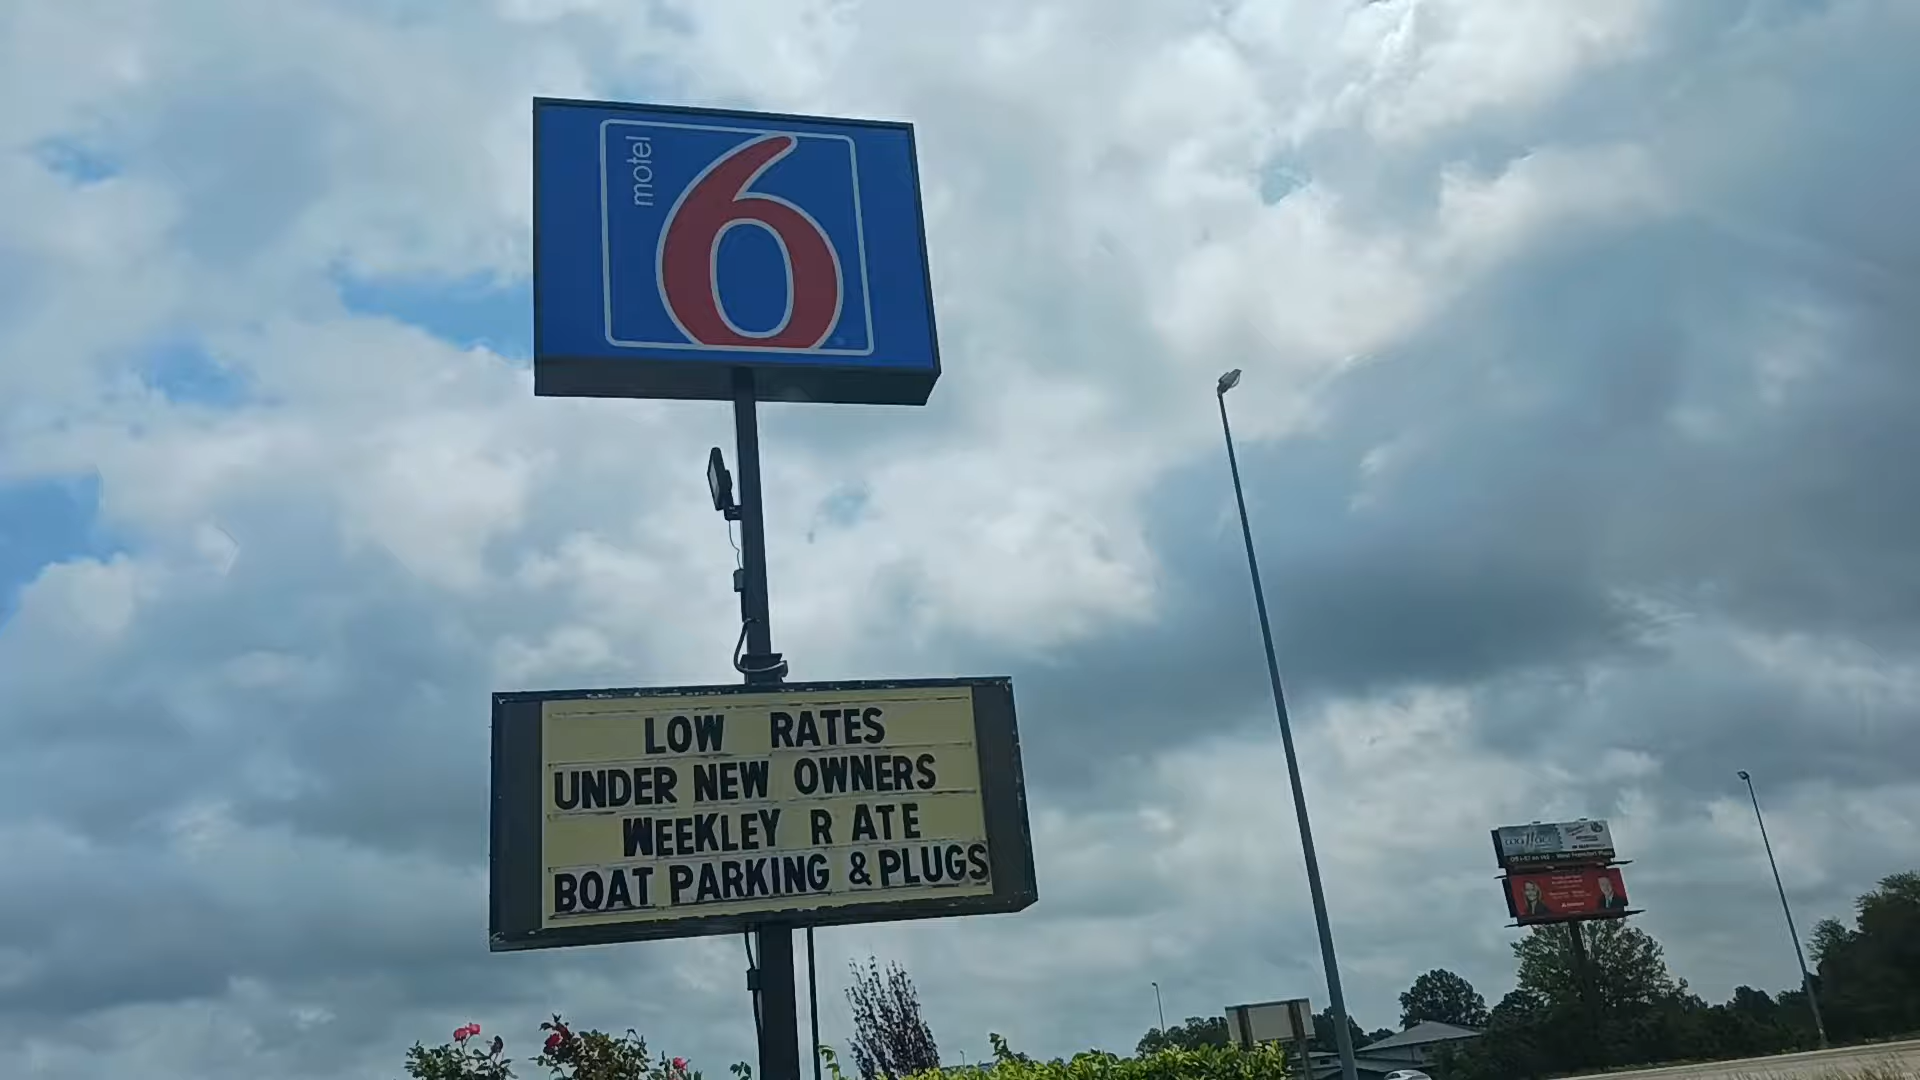 motel
6
LOW RATES
UNDER NEW OWNERS
WEEKLEY R ATE
BOAT PARKING & PLUGS